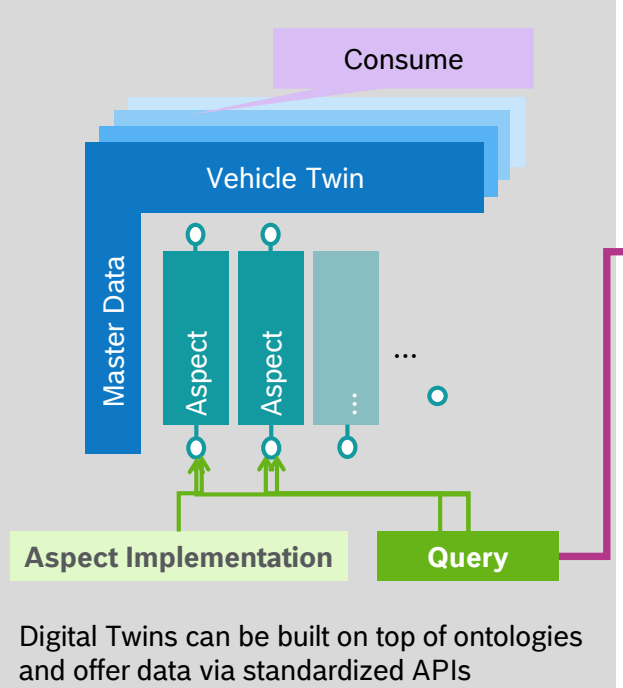 Consume
Vehicle Twin
Master Data
Aspect
Aspect
...
...
Aspect Implementation
Query
Digital Twins can be built on top of ontologies
and offer data via standardized APIs